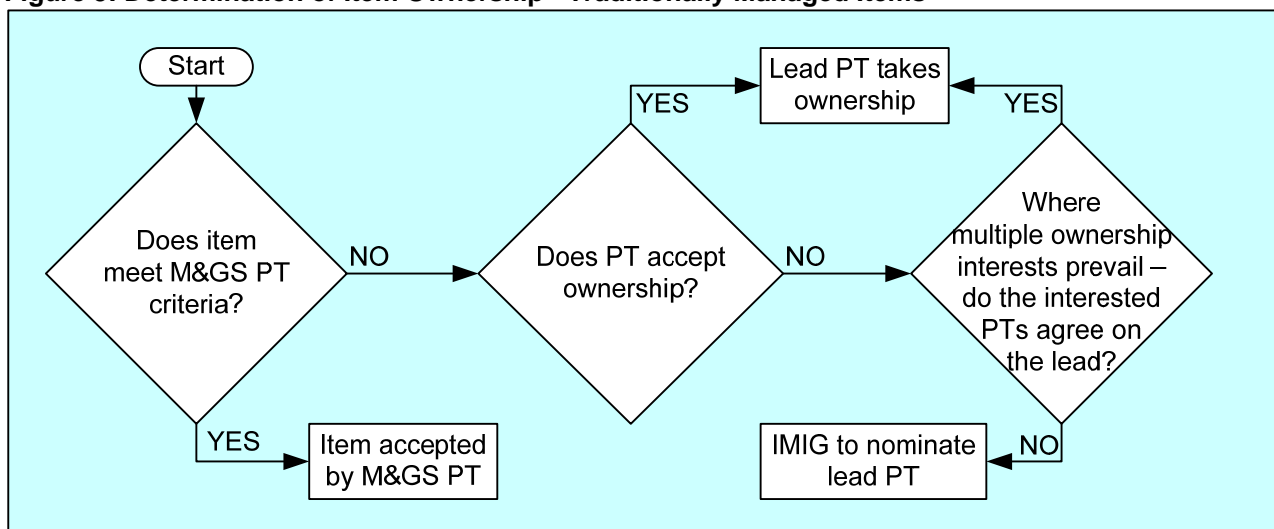 Start
Does item
meet M&GS PT
criteria?
NO
YES
Item accepted
by M&GS PT
Does PT accept
ownership?
YES
NO
Lead PT takes
ownership
Where
multiple ownership
interests prevail –
do the interested
PTs agree on
the lead?
YES
NO
IMIG to nominate
lead PT